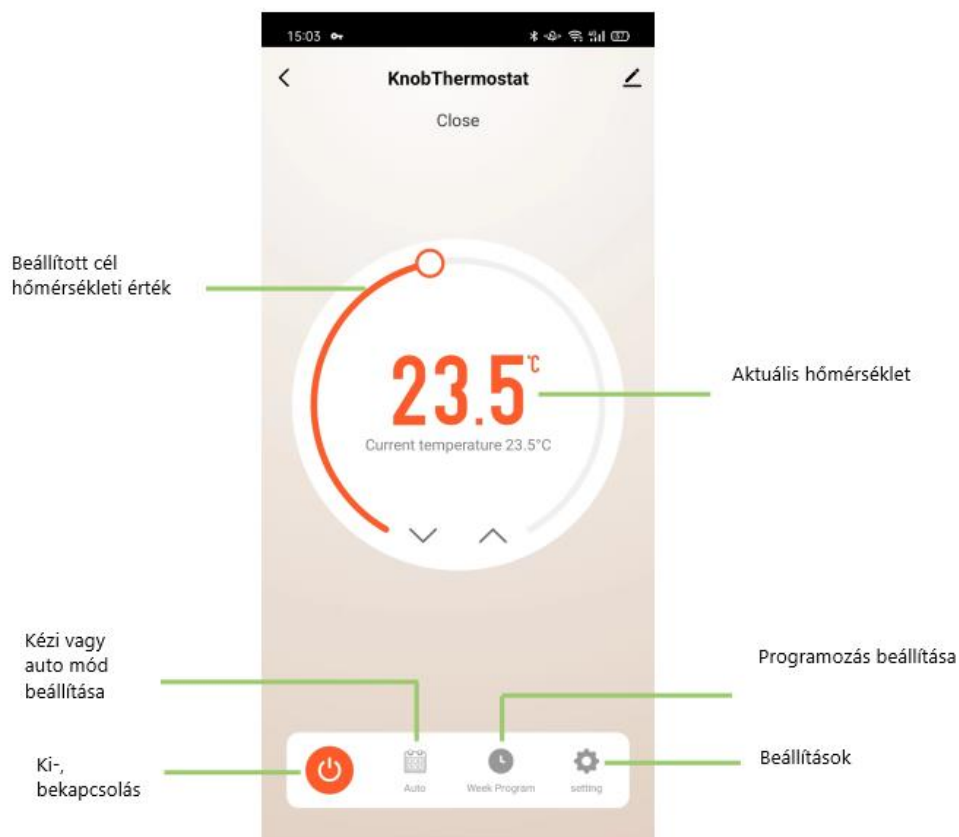 15:03
57
KnobThermostat
Close
Beállított cél
hőmérsékleti érték
23.5℃
Aktuális hőmérséklet
Current temperature 23.5°C
Kézi vagy
auto mód
beállítása
Programozás beállítása
Ki-,
bekapcsolás
Auto
Week Program
setting
Beállítások